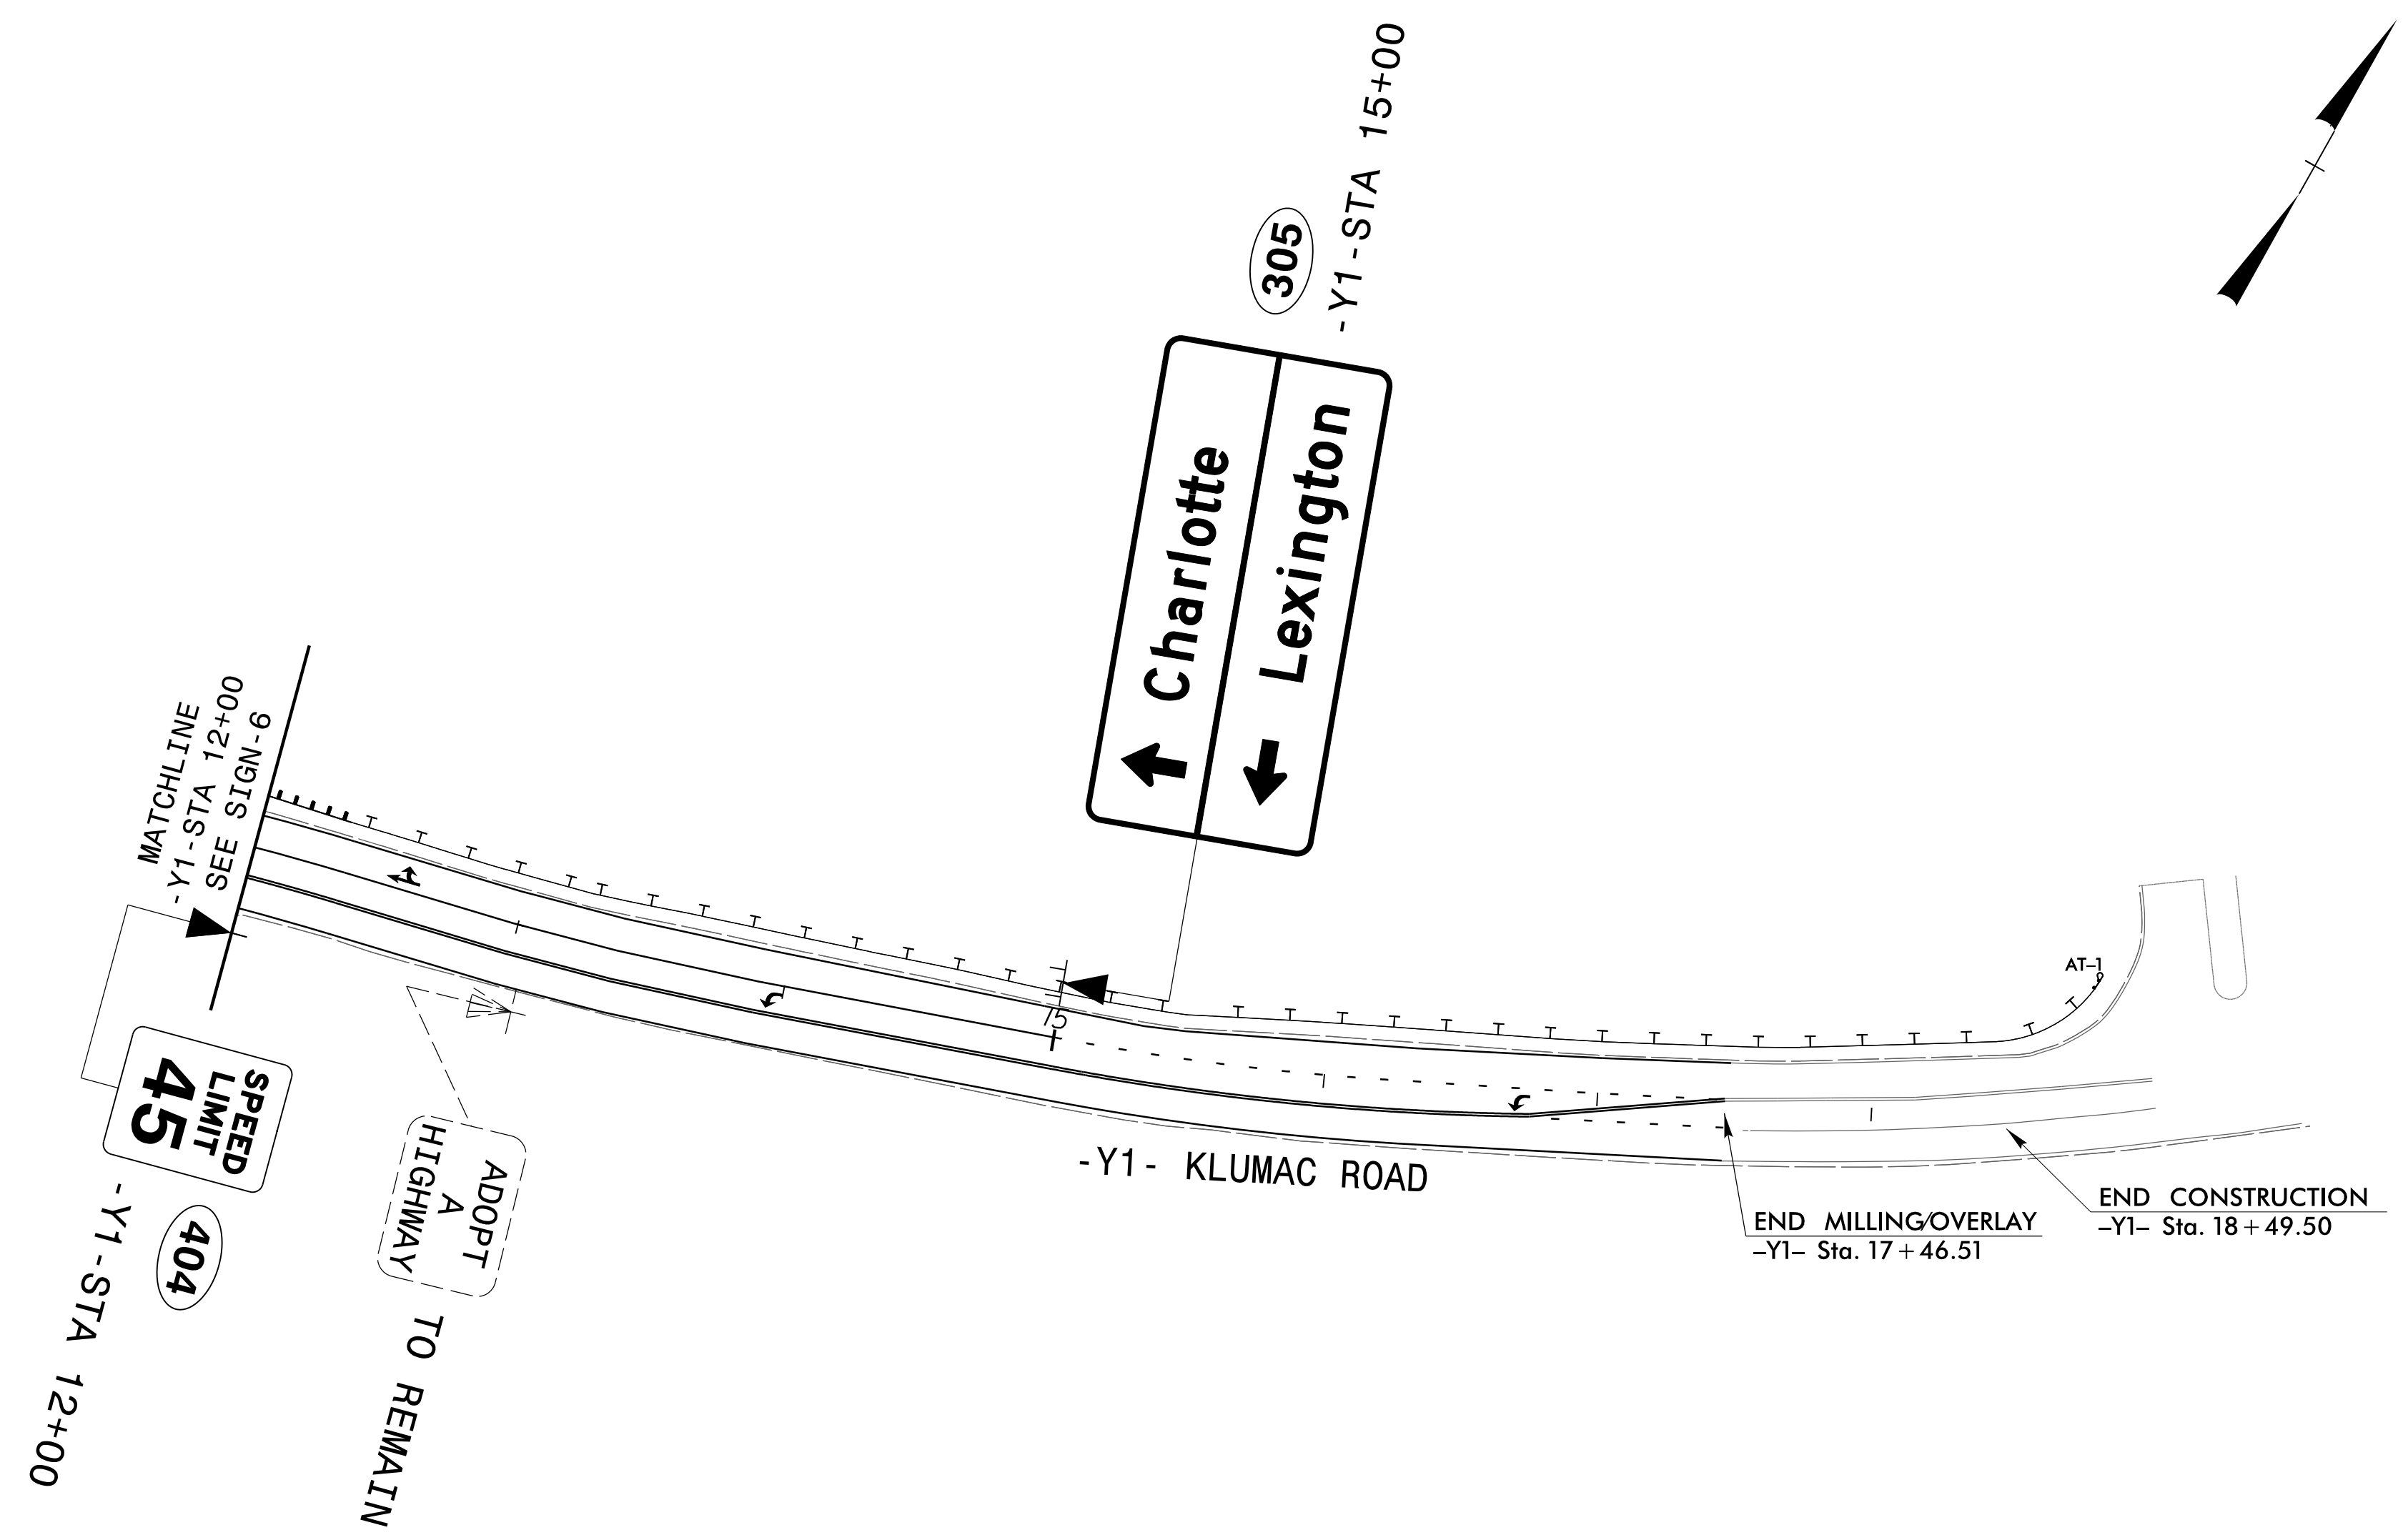 -Y1-STA 15+00
305
Charlotte
Lexington
MATCHLINE
-Y1-STA 12+00
SEE SIGN-6
15
AT-1
SPEED
LIMIT
45
404
-Y1-STA 12+00
ADOPT
A
HIGHWAY
TO REMAIN
-Y1- KLUMAC ROAD
END MILLING/OVERLAY
-Y1- Sta. 17+46.51
END CONSTRUCTION
-Y1- Sta. 18+49.50